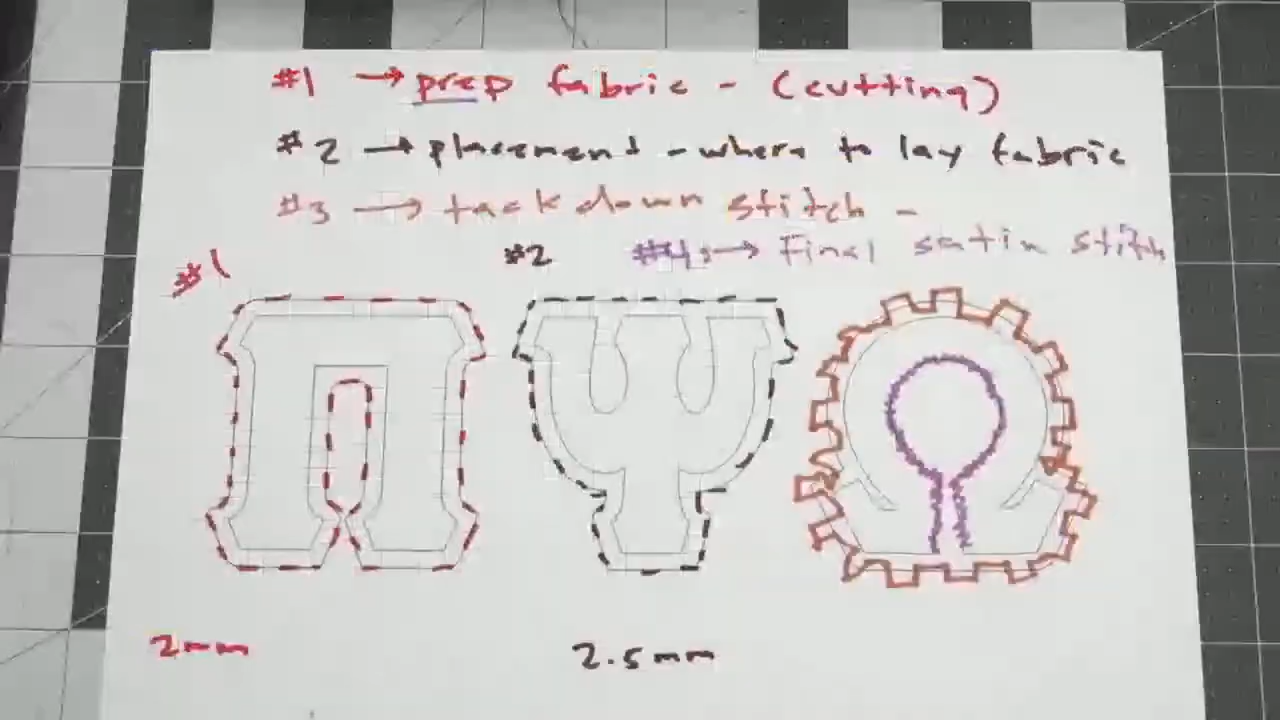 #1 → prep fabric - (cutting)
#2 → placement - where to lay fabric
#3 → tack down stitch -
#4 → Final satin stitch
#1
#2
Π Ψ Ω
2mm
2.5mm